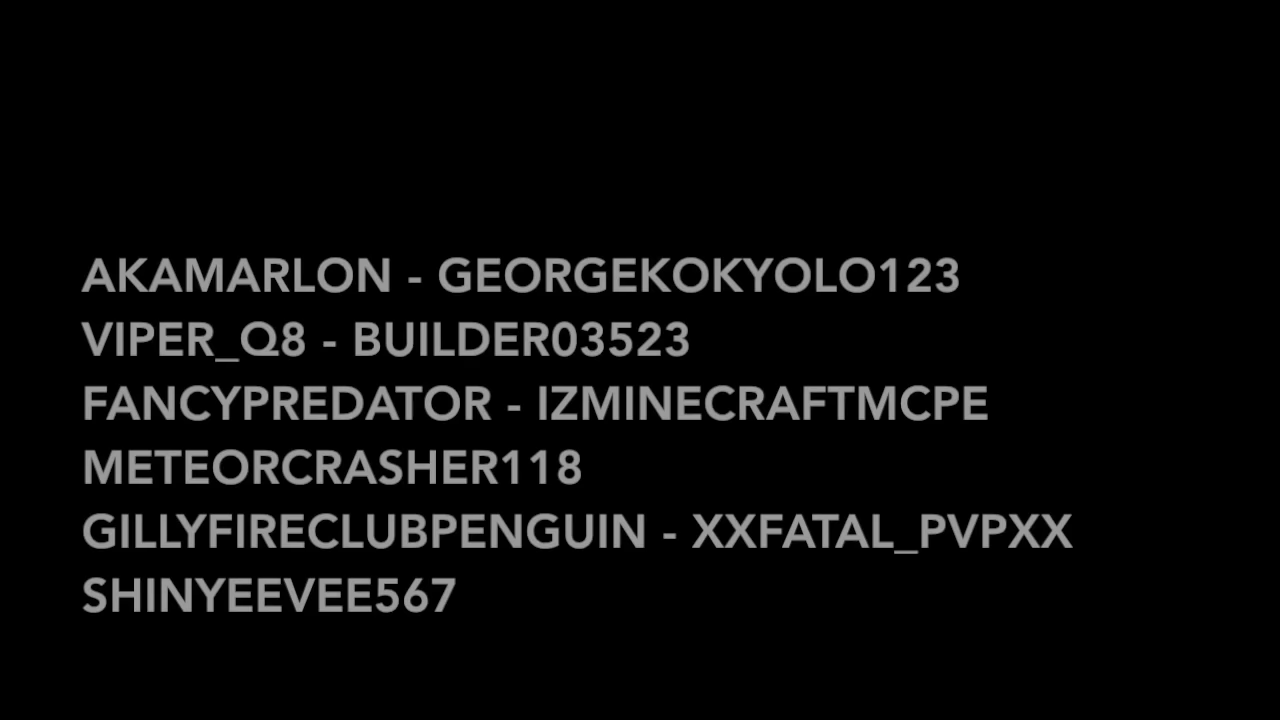 AKAMARLON - GEORGEKOKYOLO123
VIPER_Q8 - BUILDER03523
FANCYPREDATOR - IZMINECRAFTMCPE
METEORCRASHER118
GILLYFIRECLUBPENGUIN - XXFATAL_PVPXX
SHINYEEVEE567